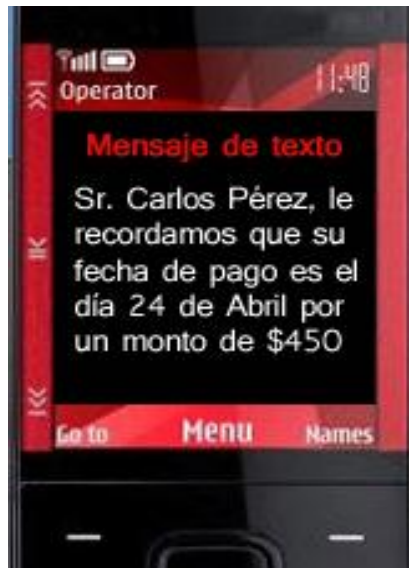 Operator
11:48
Mensaje de texto
Sr. Carlos Pérez, le
recordamos que su
fecha de pago es el
día 24 de Abril por
un monto de $450
Go to Menu Names